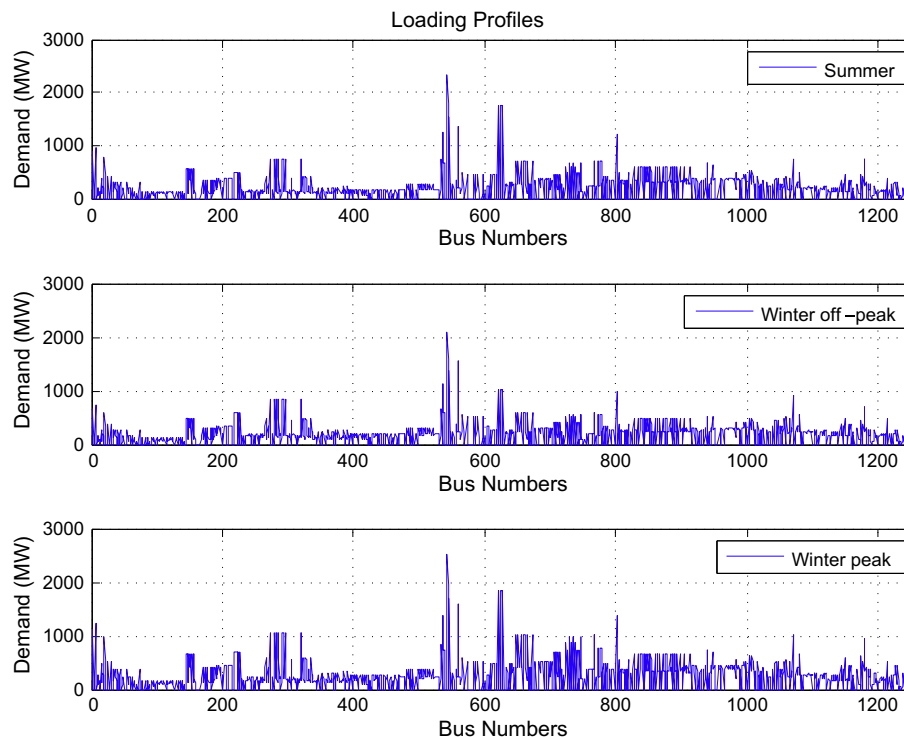 Loading Profiles
3000
2000
1000
0
Demand (MW)
Summer
0 200 400 600 800 1000 1200
Bus Numbers
3000
2000
1000
0
Demand (MW)
Winter off –peak
0 200 400 600 800 1000 1200
Bus Numbers
3000
2000
1000
0
Demand (MW)
Winter peak
0 200 400 600 800 1000 1200
Bus Numbers